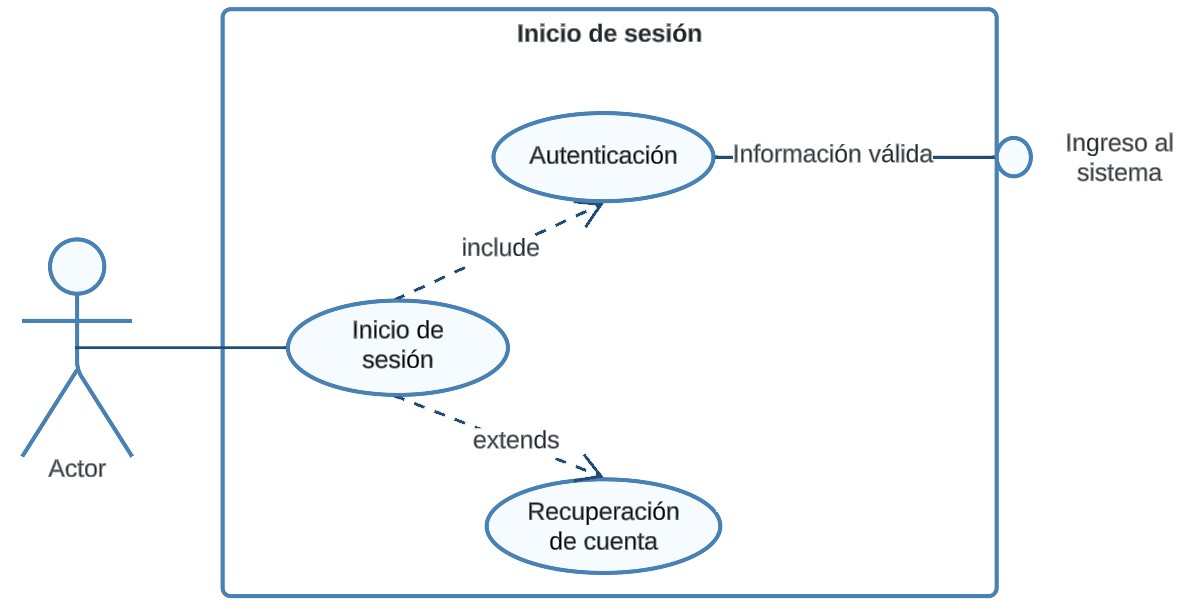 Inicio de sesión
Autenticación
Información válida
Ingreso al
sistema
include
Inicio de
sesión
extends
Actor
Recuperación
de cuenta